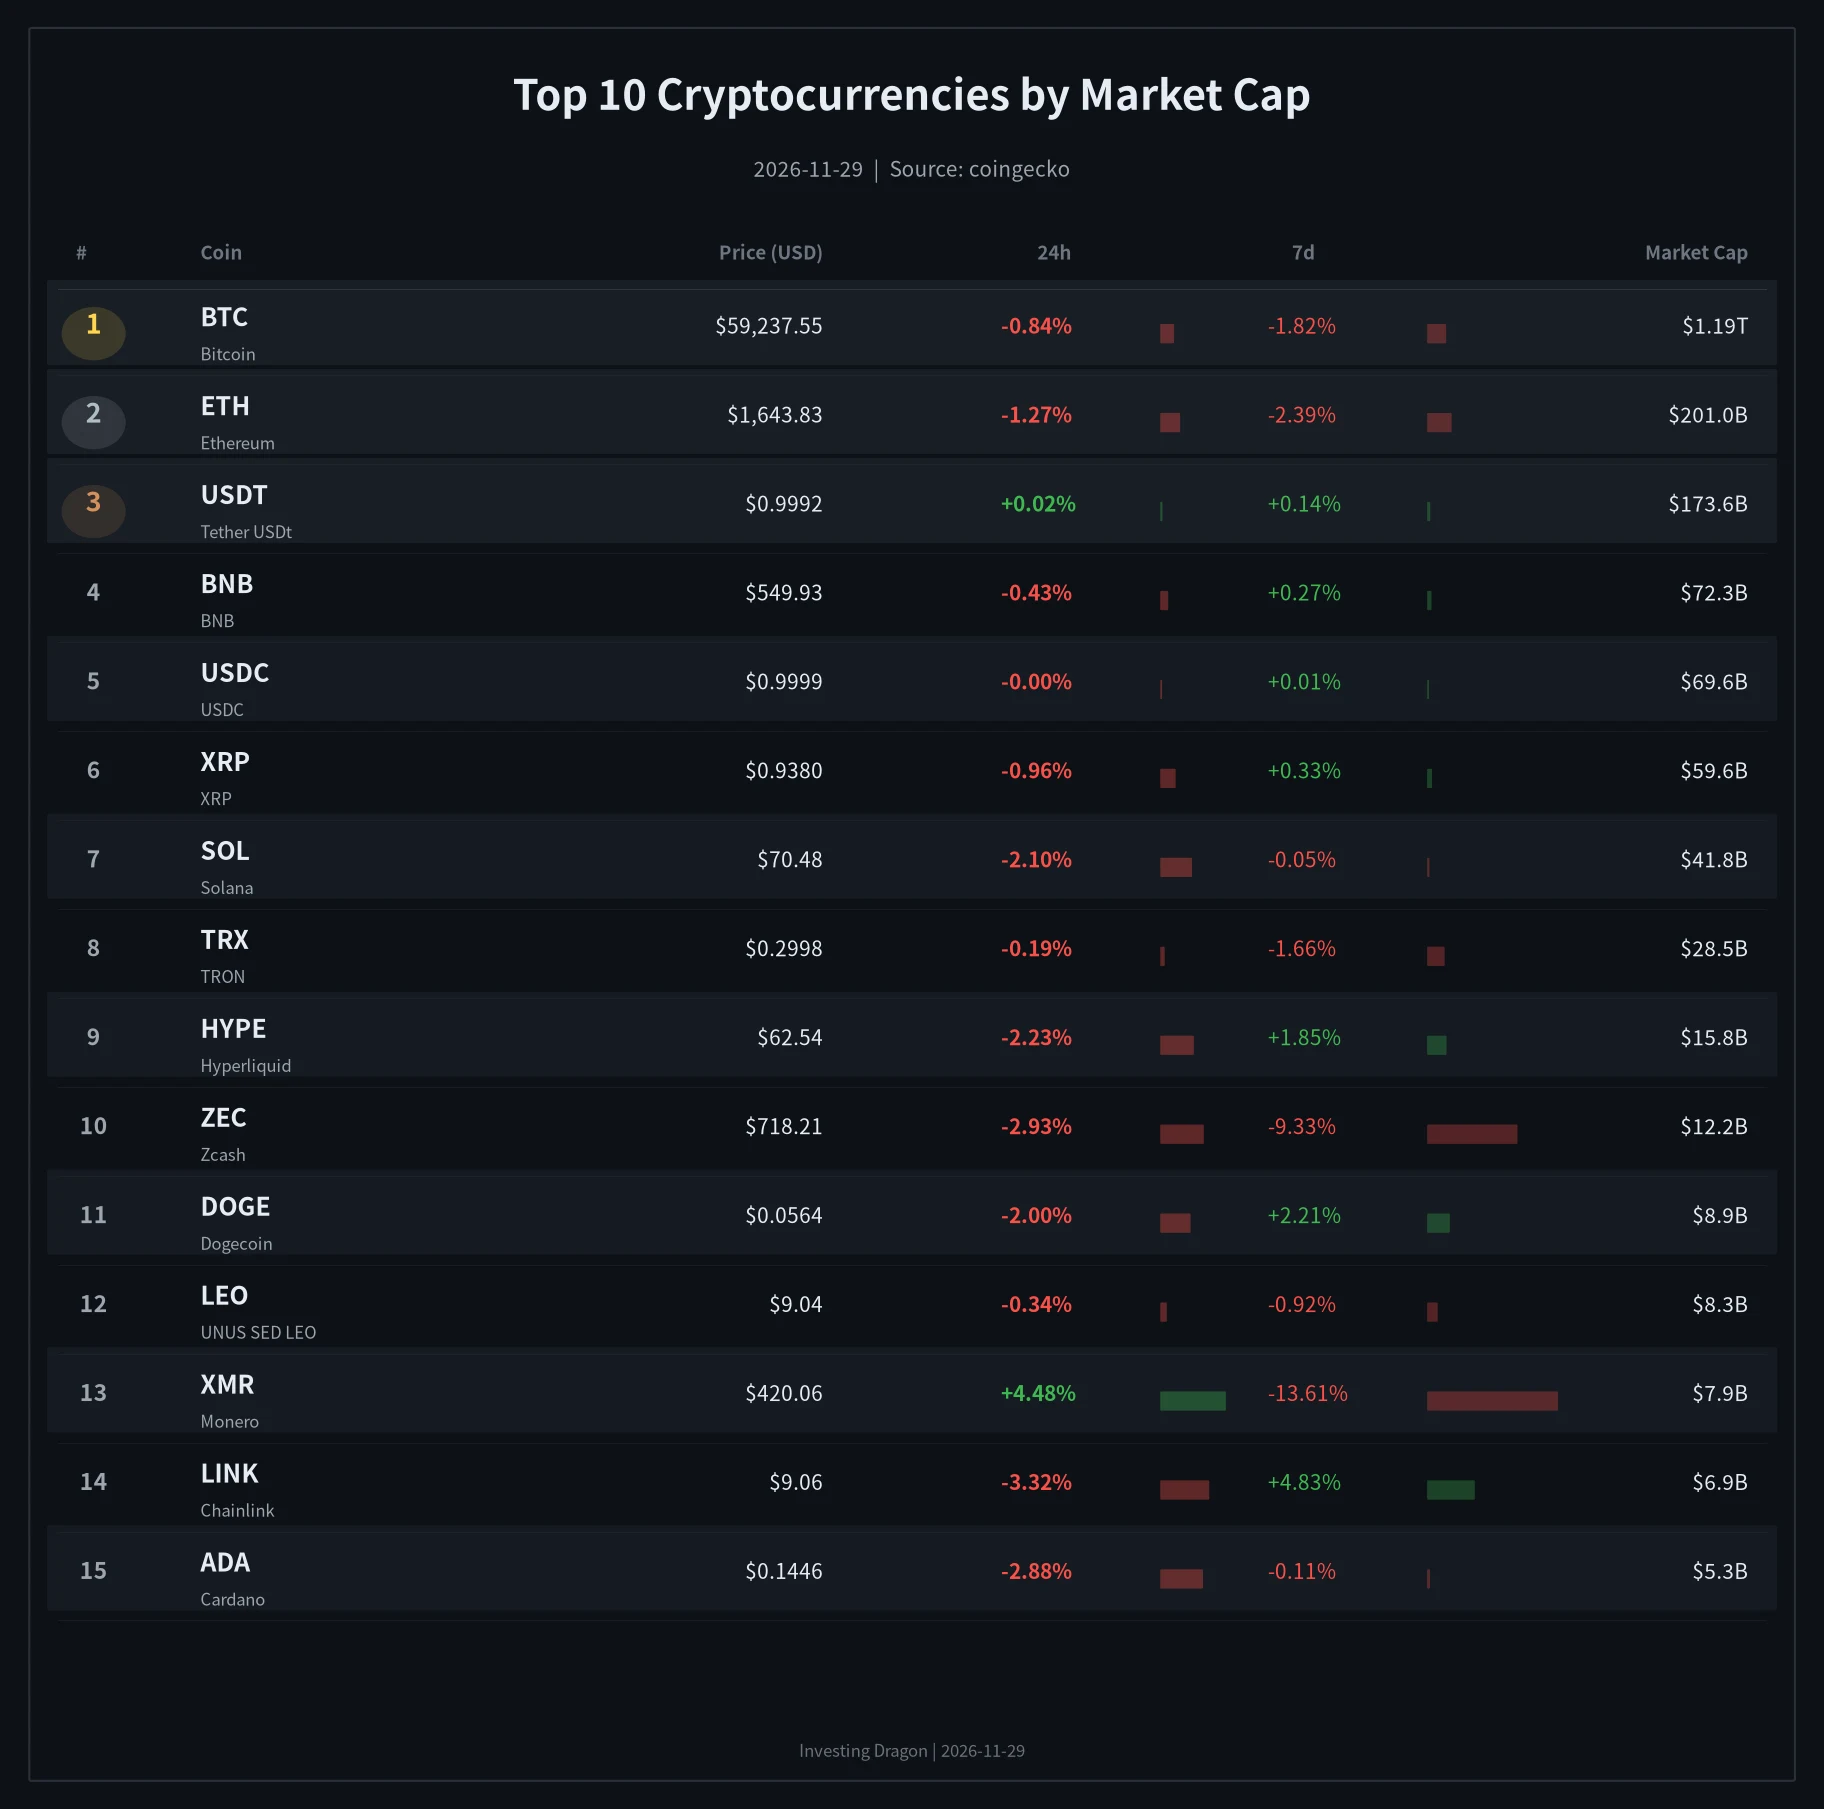 Top 10 Cryptocurrencies by Market Cap
2026-11-29 | Source: coingecko
# Coin Price (USD) 24h 7d Market Cap
1 BTC $59,237.55 -0.84% -1.82% $1.19T
Bitcoin
2 ETH $1,643.83 -1.27% -2.39% $201.0B
Ethereum
3 USDT $0.9992 +0.02% +0.14% $173.6B
Tether USDt
4 BNB $549.93 -0.43% +0.27% $72.3B
BNB
5 USDC $0.9999 -0.00% +0.01% $69.6B
USDC
6 XRP $0.9380 -0.96% +0.33% $59.6B
XRP
7 SOL $70.48 -2.10% -0.05% $41.8B
Solana
8 TRX $0.2998 -0.19% -1.66% $28.5B
TRON
9 HYPE $62.54 -2.23% +1.85% $15.8B
Hyperliquid
10 ZEC $718.21 -2.93% -9.33% $12.2B
Zcash
11 DOGE $0.0564 -2.00% +2.21% $8.9B
Dogecoin
12 LEO $9.04 -0.34% -0.92% $8.3B
UNUS SED LEO
13 XMR $420.06 +4.48% -13.61% $7.9B
Monero
14 LINK $9.06 -3.32% +4.83% $6.9B
Chainlink
15 ADA $0.1446 -2.88% -0.11% $5.3B
Cardano
Investing Dragon | 2026-11-29